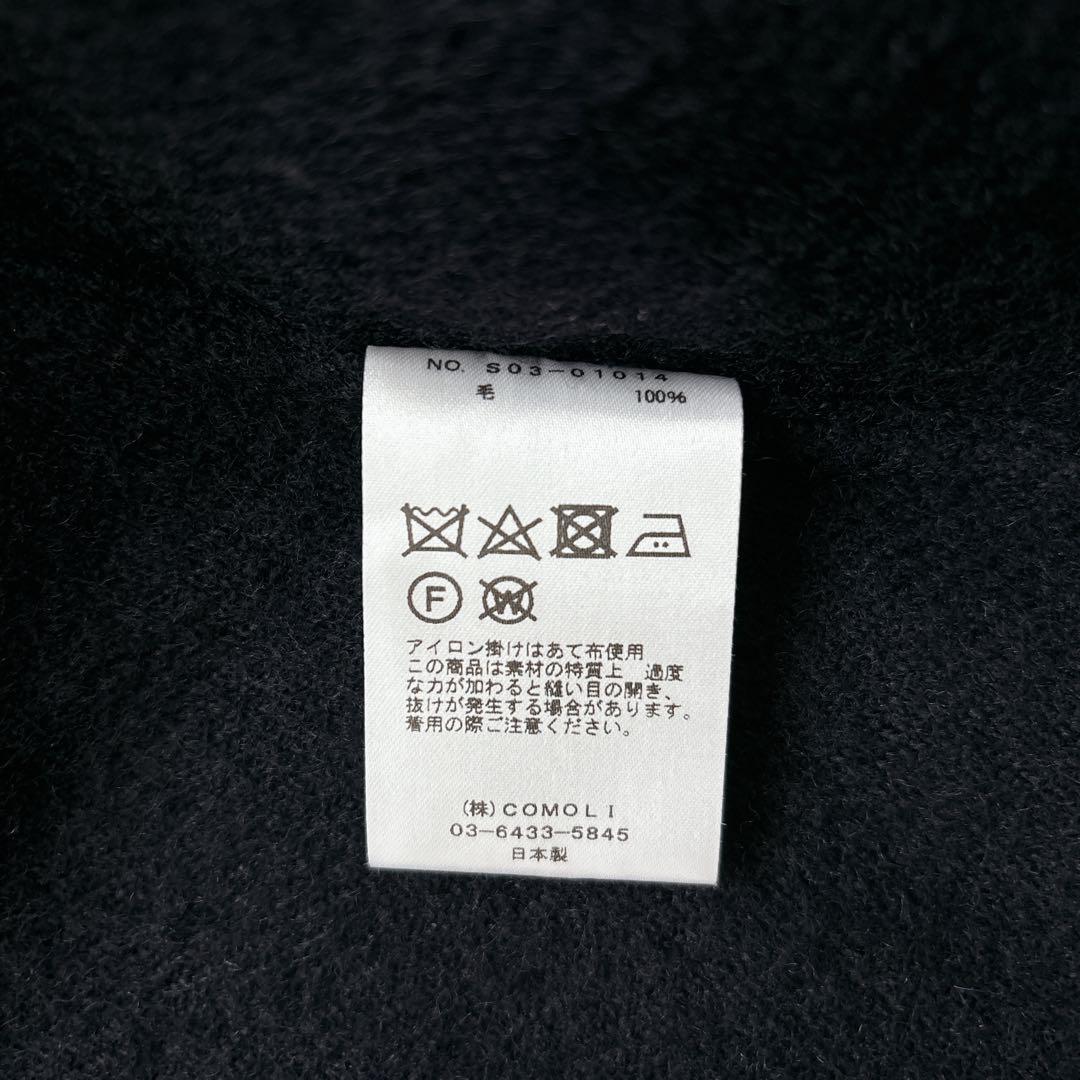 NO. S03-01014
毛 100%
F
W
アイロン掛けはあて布使用
この商品は素材の特質上 過度
な力が加わると縫い目の開き、
抜けが発生する場合があります。
着用の際ご注意ください。
(株)COMOLI
03-6433-5845
日本製